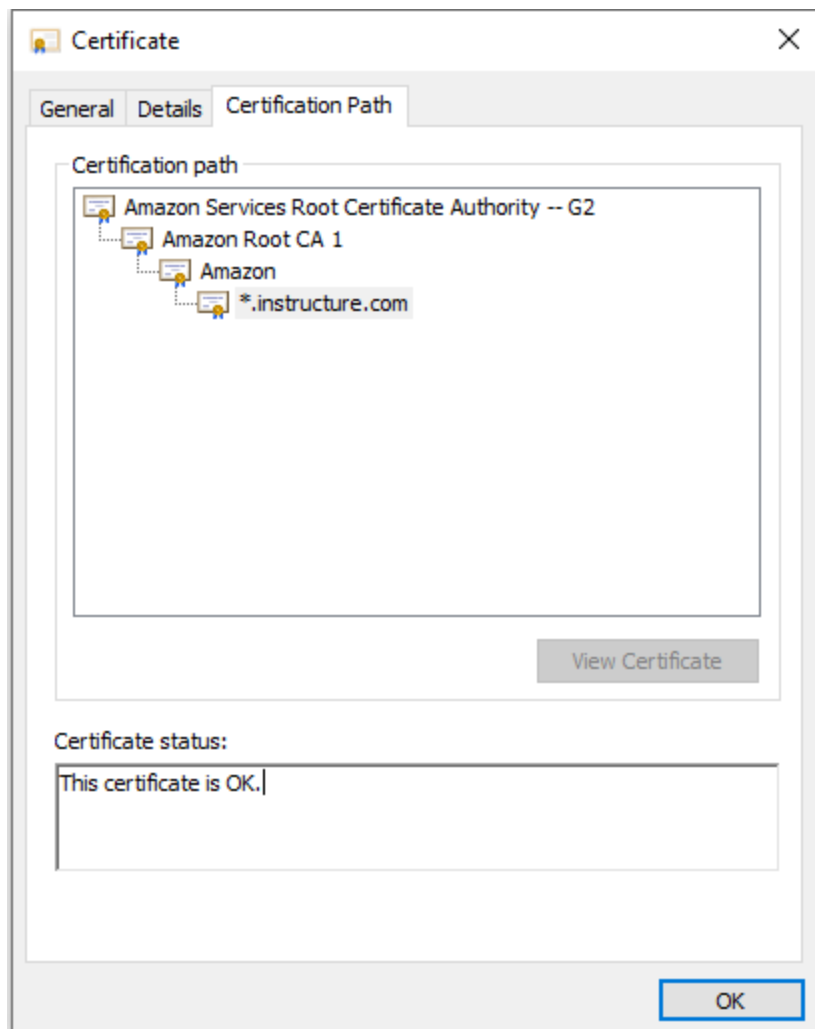 Certificate
General Details Certification Path
Certification path
Amazon Services Root Certificate Authority -- G2
Amazon Root CA 1
Amazon
*.instructure.com
View Certificate
Certificate status:
This certificate is OK.
OK